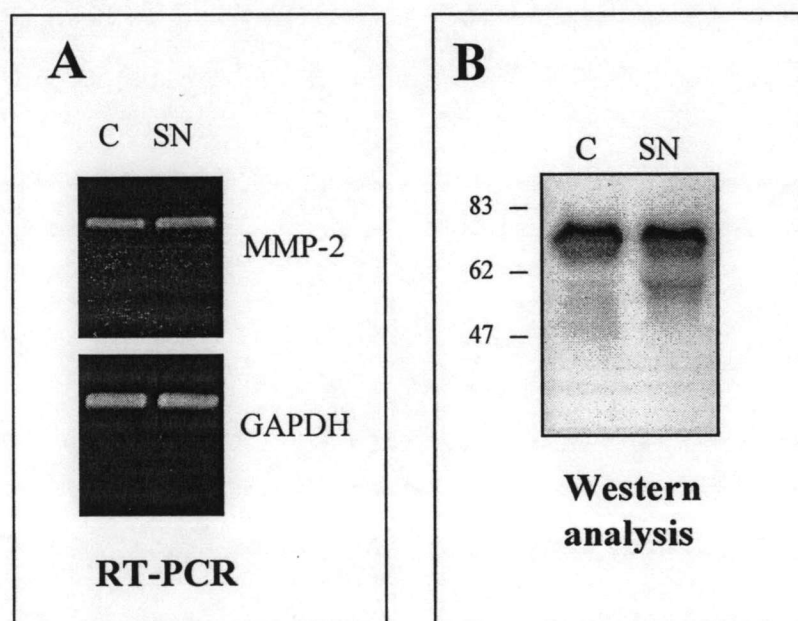 A
C SN
MMP-2
GAPDH
RT-PCR
B
C SN
83 –
62 –
47 –
Western
analysis